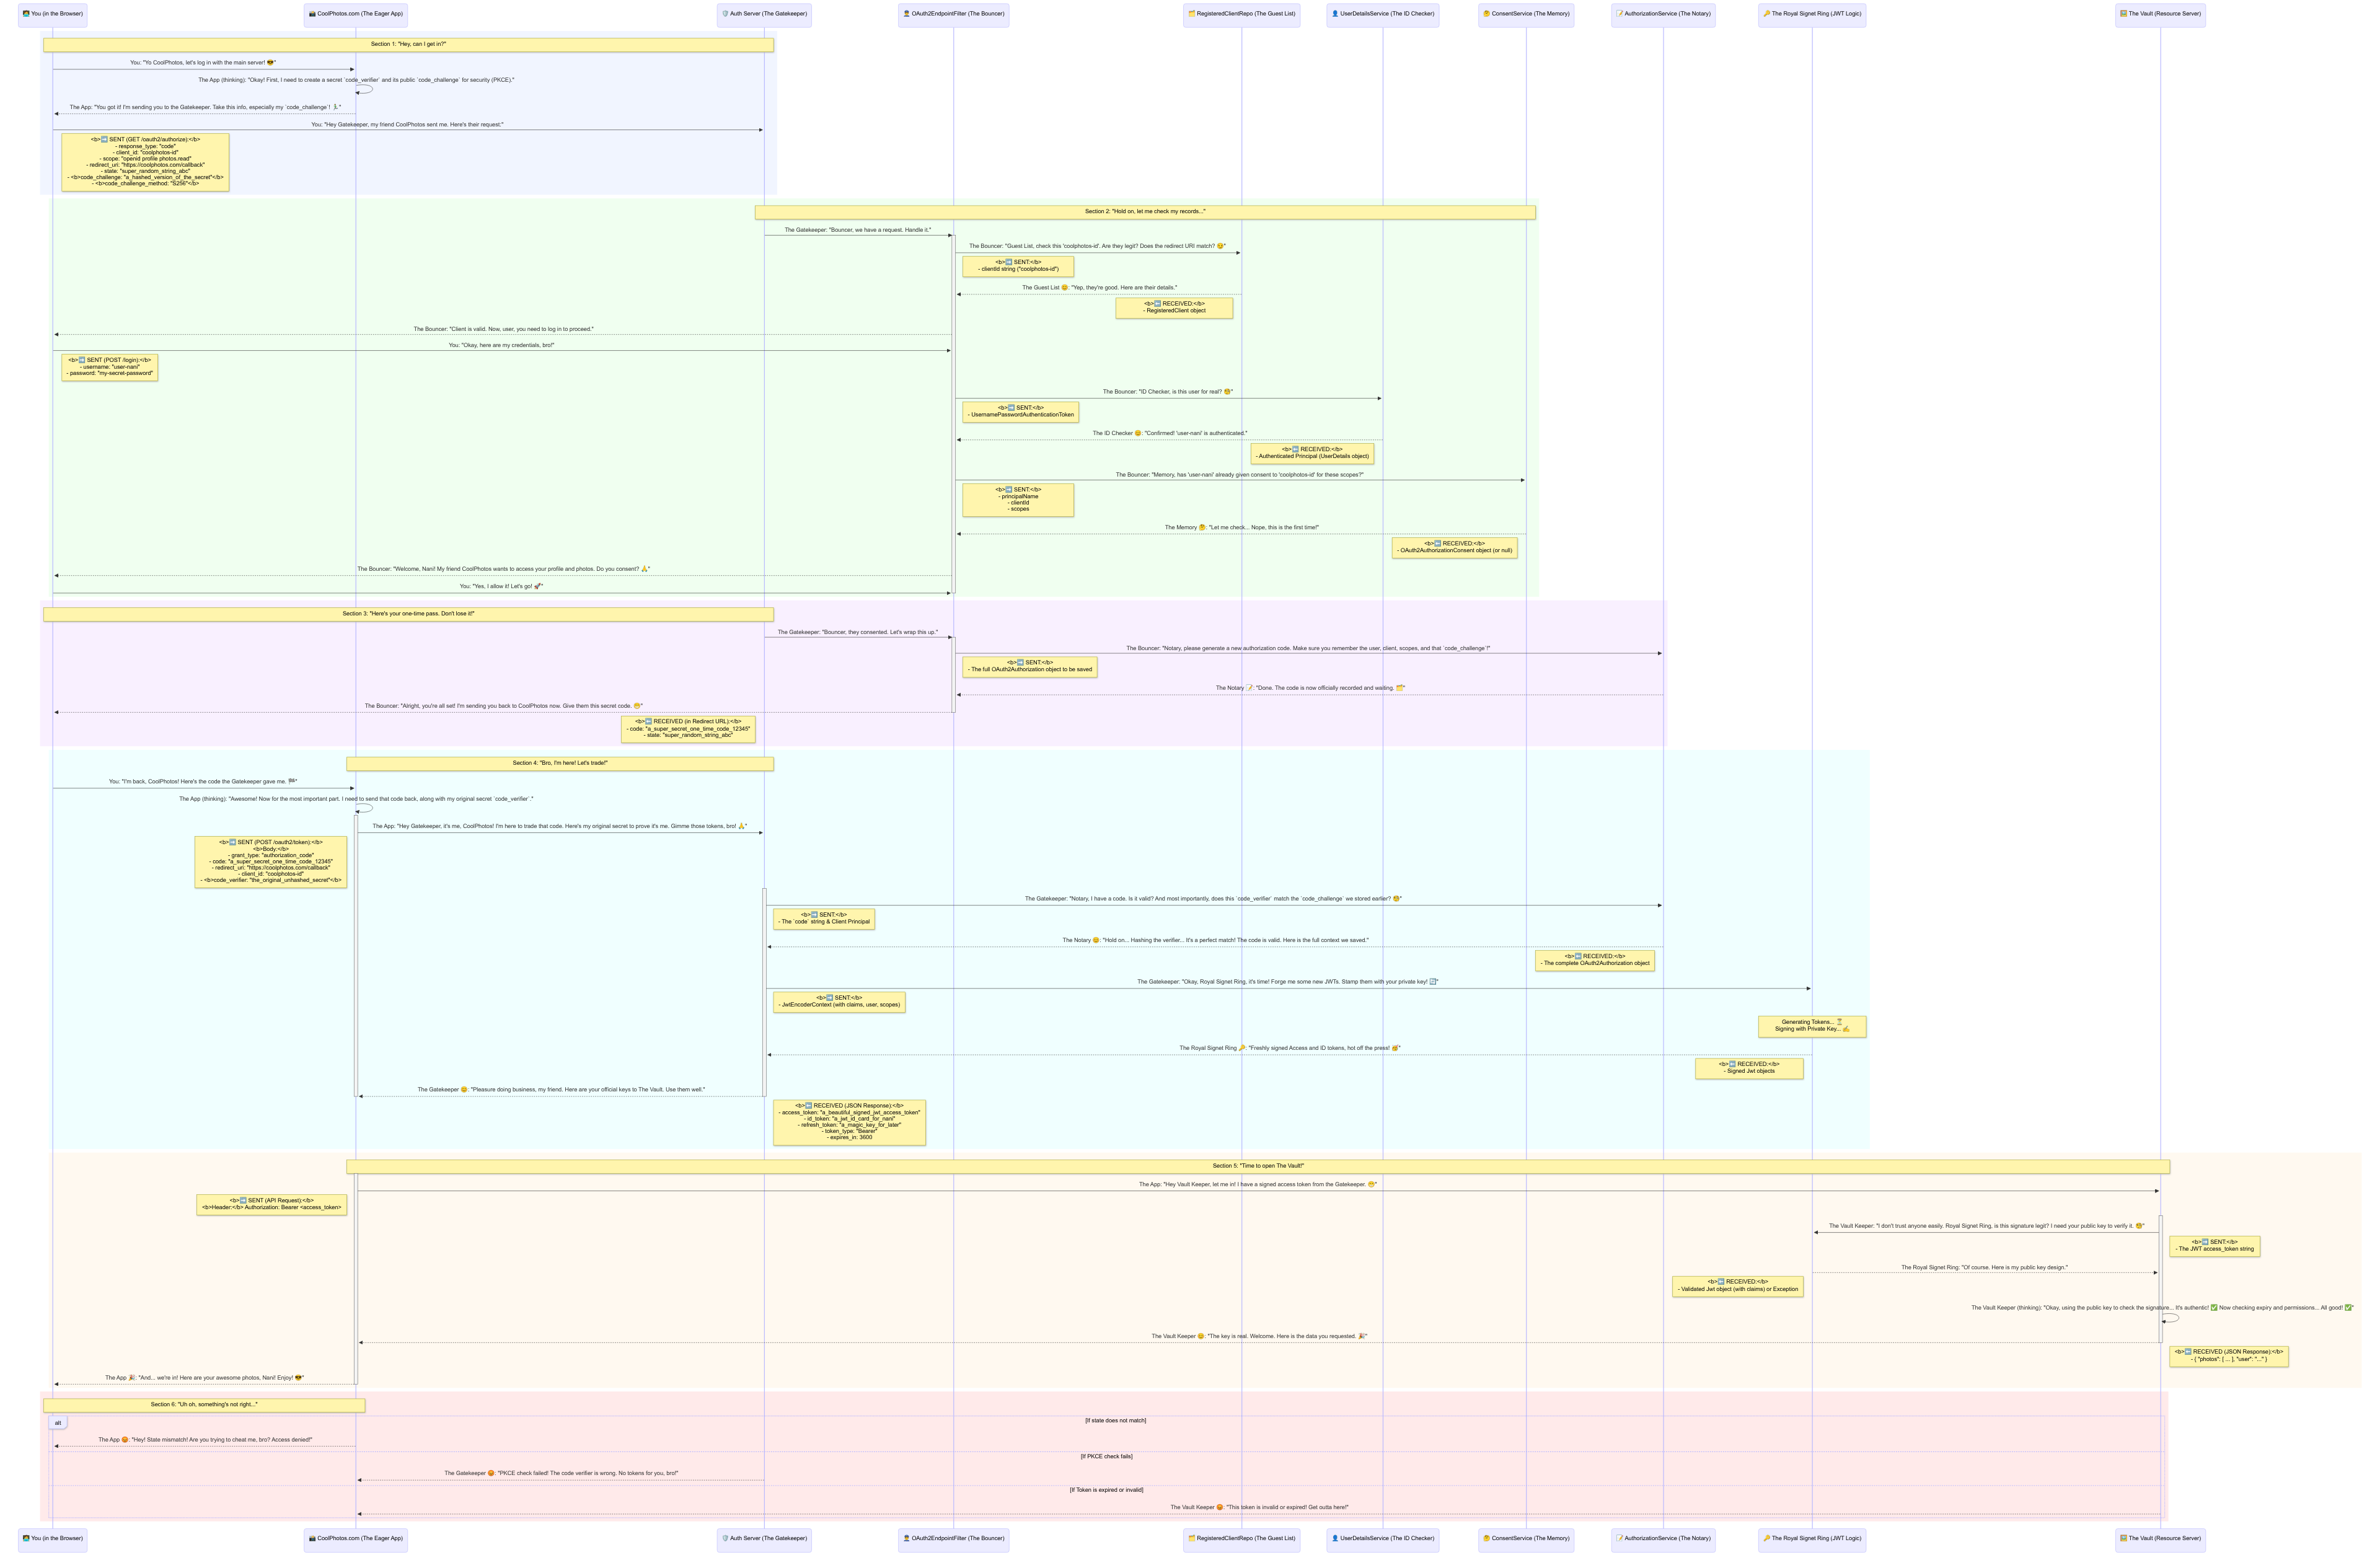 🧑‍💻 You (in the Browser)
📸 CoolPhotos.com (The Eager App)
🛡️ Auth Server (The Gatekeeper)
👮 OAuth2EndpointFilter (The Bouncer)
🗂️ RegisteredClientRepo (The Guest List)
👤 UserDetailsService (The ID Checker)
🤔 ConsentService (The Memory)
📝 AuthorizationService (The Notary)
🔑 The Royal Signet Ring (JWT Logic)
🖼️ The Vault (Resource Server)
Section 1: "Hey, can I get in?"
You: "Yo CoolPhotos, let's log in with the main server! 😎"
The App (thinking): "Okay! First, I need to create a secret `code_verifier` and its public `code_challenge` for security (PKCE)."
The App: "You got it! I'm sending you to the Gatekeeper. Take this info, especially my `code_challenge`! 🏃"
You: "Hey Gatekeeper, my friend CoolPhotos sent me. Here's their request."
<b>➡️ SENT (GET /oauth2/authorize):</b>
- response_type: "code"
- client_id: "coolphotos-id"
- scope: "openid profile photos.read"
- redirect_uri: "https://coolphotos.com/callback"
- state: "super_random_string_abc"
- <b>code_challenge: "a_hashed_version_of_the_secret"</b>
- <b>code_challenge_method: "S256"</b>
Section 2: "Hold on, let me check my records..."
The Gatekeeper: "Bouncer, we have a request. Handle it."
The Bouncer: "Guest List, check this 'coolphotos-id'. Are they legit? Does the redirect URI match? 🧐"
<b>➡️ SENT:</b>
- clientId string ("coolphotos-id")
The Guest List 😊: "Yep, they're good. Here are their details."
<b>⬅️ RECEIVED:</b>
- RegisteredClient object
The Bouncer: "Client is valid. Now, user, you need to log in to proceed."
You: "Okay, here are my credentials, bro!"
<b>➡️ SENT (POST /login):</b>
- username: "user-nani"
- password: "my-secret-password"
The Bouncer: "ID Checker, is this user for real? 🧐"
<b>➡️ SENT:</b>
- UsernamePasswordAuthenticationToken
The ID Checker 😊: "Confirmed! 'user-nani' is authenticated."
<b>⬅️ RECEIVED:</b>
- Authenticated Principal (UserDetails object)
The Bouncer: "Memory, has 'user-nani' already given consent to 'coolphotos-id' for these scopes?"
<b>➡️ SENT:</b>
- principalName
- clientId
- scopes
The Memory 🤔: "Let me check... Nope, this is the first time!"
<b>⬅️ RECEIVED:</b>
- OAuth2AuthorizationConsent object (or null)
The Bouncer: "Welcome, Nani! My friend CoolPhotos wants to access your profile and photos. Do you consent? 🙏"
You: "Yes, I allow it! Let's go! 🚀"
Section 3: "Here's your one-time pass. Don't lose it!"
The Gatekeeper: "Bouncer, they consented. Let's wrap this up."
The Bouncer: "Notary, please generate a new authorization code. Make sure you remember the user, client, scopes, and that `code_challenge`!"
<b>➡️ SENT:</b>
- The full OAuth2Authorization object to be saved
The Notary 📝: "Done. The code is now officially recorded and waiting. 🗂️"
The Bouncer: "Alright, you're all set! I'm sending you back to CoolPhotos now. Give them this secret code. 😁"
<b>⬅️ RECEIVED (in Redirect URL):</b>
- code: "a_super_secret_one_time_code_12345"
- state: "super_random_string_abc"
Section 4: "Bro, I'm here! Let's trade!"
You: "I'm back, CoolPhotos! Here's the code the Gatekeeper gave me. 🏁"
The App (thinking): "Awesome! Now for the most important part. I need to send that code back, along with my original secret `code_verifier`."
The App: "Hey Gatekeeper, it's me, CoolPhotos! I'm here to trade that code. Here's my original secret to prove it's me. Gimme those tokens, bro! 🙏"
<b>➡️ SENT (POST /oauth2/token):</b>
<b>Body:</b>
- grant_type: "authorization_code"
- code: "a_super_secret_one_time_code_12345"
- redirect_uri: "https://coolphotos.com/callback"
- client_id: "coolphotos-id"
- <b>code_verifier: "the_original_unhashed_secret"</b>
The Gatekeeper: "Notary, I have a code. Is it valid? And most importantly, does this `code_verifier` match the `code_challenge` we stored earlier? 🧐"
<b>➡️ SENT:</b>
- The `code` string & Client Principal
The Notary 😊: "Hold on... Hashing the verifier... It's a perfect match! The code is valid. Here is the full context we saved."
<b>⬅️ RECEIVED:</b>
- The complete OAuth2Authorization object
The Gatekeeper: "Okay, Royal Signet Ring, it's time! Forge me some new JWTs. Stamp them with your private key! 🔄"
<b>➡️ SENT:</b>
- JwtEncoderContext (with claims, user, scopes)
Generating Tokens... ⏳
Signing with Private Key... ✍️
The Royal Signet Ring 🔑: "Freshly signed Access and ID tokens, hot off the press! 🥳"
<b>⬅️ RECEIVED:</b>
- Signed Jwt objects
The Gatekeeper 😄: "Pleasure doing business, my friend. Here are your official keys to The Vault. Use them well."
<b>⬅️ RECEIVED (JSON Response):</b>
- access_token: "a_beautiful_signed_jwt_access_token"
- id_token: "a_jwt_id_card_for_nani"
- refresh_token: "a_magic_key_for_later"
- token_type: "Bearer"
- expires_in: 3600
Section 5: "Time to open The Vault!"
The App: "Hey Vault Keeper, let me in! I have a signed access token from the Gatekeeper. 😁"
<b>➡️ SENT (API Request):</b>
<b>Header:</b> Authorization: Bearer <access_token>
The Vault Keeper: "I don't trust anyone easily. Royal Signet Ring, is this signature legit? I need your public key to verify it. 🧐"
<b>➡️ SENT:</b>
- The JWT access_token string
The Royal Signet Ring: "Of course. Here is my public key design."
<b>⬅️ RECEIVED:</b>
- Validated Jwt object (with claims) or Exception
The Vault Keeper (thinking): "Okay, using the public key to check the signature... It's authentic! ✅ Now checking expiry and permissions... All good! ✅"
The Vault Keeper 😊: "The key is real. Welcome. Here is the data you requested. 🎉"
<b>⬅️ RECEIVED (JSON Response):</b>
- { "photos": [ ... ], "user": "..." }
The App 🎉: "And... we're in! Here are your awesome photos, Nani! Enjoy! 😎"
Section 6: "Uh oh, something's not right..."
alt
[If state does not match]
The App 😡: "Hey! State mismatch! Are you trying to cheat me, bro? Access denied!"
[If PKCE check fails]
The Gatekeeper 😡: "PKCE check failed! The code verifier is wrong. No tokens for you, bro!"
[If Token is expired or invalid]
The Vault Keeper 😡: "This token is invalid or expired! Get outta here!"
🧑‍💻 You (in the Browser)
📸 CoolPhotos.com (The Eager App)
🛡️ Auth Server (The Gatekeeper)
👮 OAuth2EndpointFilter (The Bouncer)
🗂️ RegisteredClientRepo (The Guest List)
👤 UserDetailsService (The ID Checker)
🤔 ConsentService (The Memory)
📝 AuthorizationService (The Notary)
🔑 The Royal Signet Ring (JWT Logic)
🖼️ The Vault (Resource Server)